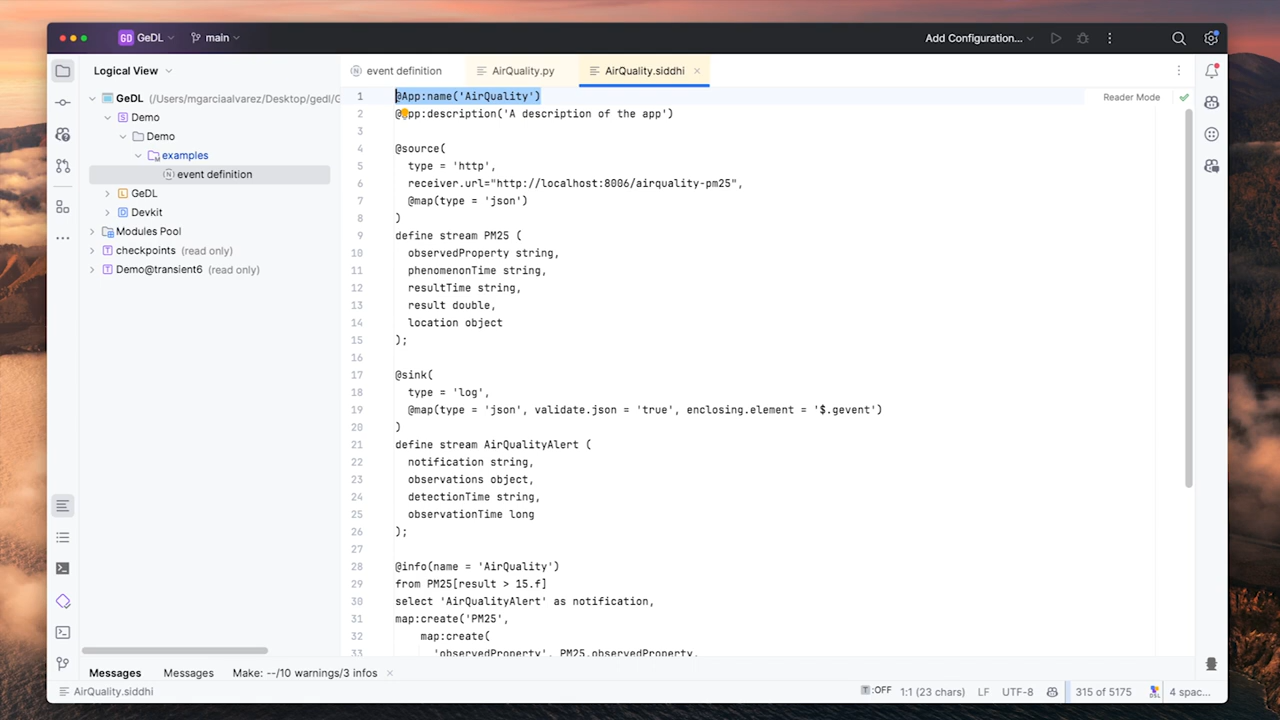 GD GeDL main Add Configuration...
Logical View
event definition AirQuality.py AirQuality.siddhi
GeDL (/Users/mgarciaalvarez/Desktop/gedl/G
Demo
Demo
examples
event definition
GeDL
Devkit
Modules Pool
checkpoints (read only)
Demo@transient6 (read only)
Reader Mode
1 @App:name('AirQuality')
2 @App:description('A description of the app')
3
4 @source(
5 type = 'http',
6 receiver.url="http://localhost:8006/airquality-pm25",
7 @map(type = 'json')
8 )
9 define stream PM25 (
10 observedProperty string,
11 phenomenonTime string,
12 resultTime string,
13 result double,
14 location object
15 );
16
17 @sink(
18 type = 'log',
19 @map(type = 'json', validate.json = 'true', enclosing.element = '$.gevent')
20 )
21 define stream AirQualityAlert (
22 notification string,
23 observations object,
24 detectionTime string,
25 observationTime long
26 );
27
28 @info(name = 'AirQuality')
29 from PM25[result > 15.f]
30 select 'AirQualityAlert' as notification,
31 map:create('PM25',
32 map:create(
33 'observedProperty', PM25.observedProperty,
Messages Messages Make: --/10 warnings/3 infos
AirQuality.siddhi T :OFF 1:1 (23 chars) LF UTF-8 315 of 5175 DSL 4 spac...